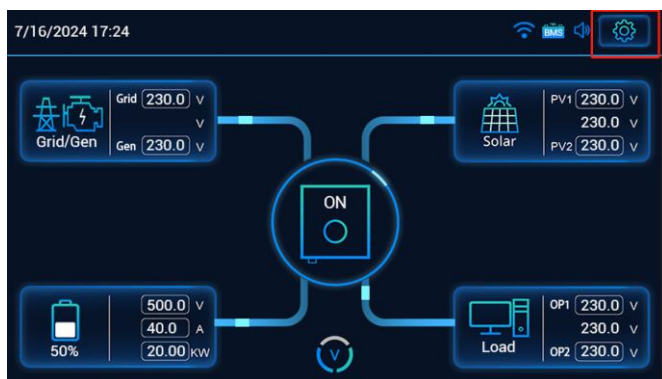 7/16/2024 17:24
BMS
Grid 230.0 V
V
Gen 230.0 V
Grid/Gen
PV1 230.0 V
230.0 V
PV2 230.0 V
Solar
ON
500.0 V
40.0 A
20.00 KW
50%
V
OP1 230.0 V
230.0 V
OP2 230.0 V
Load